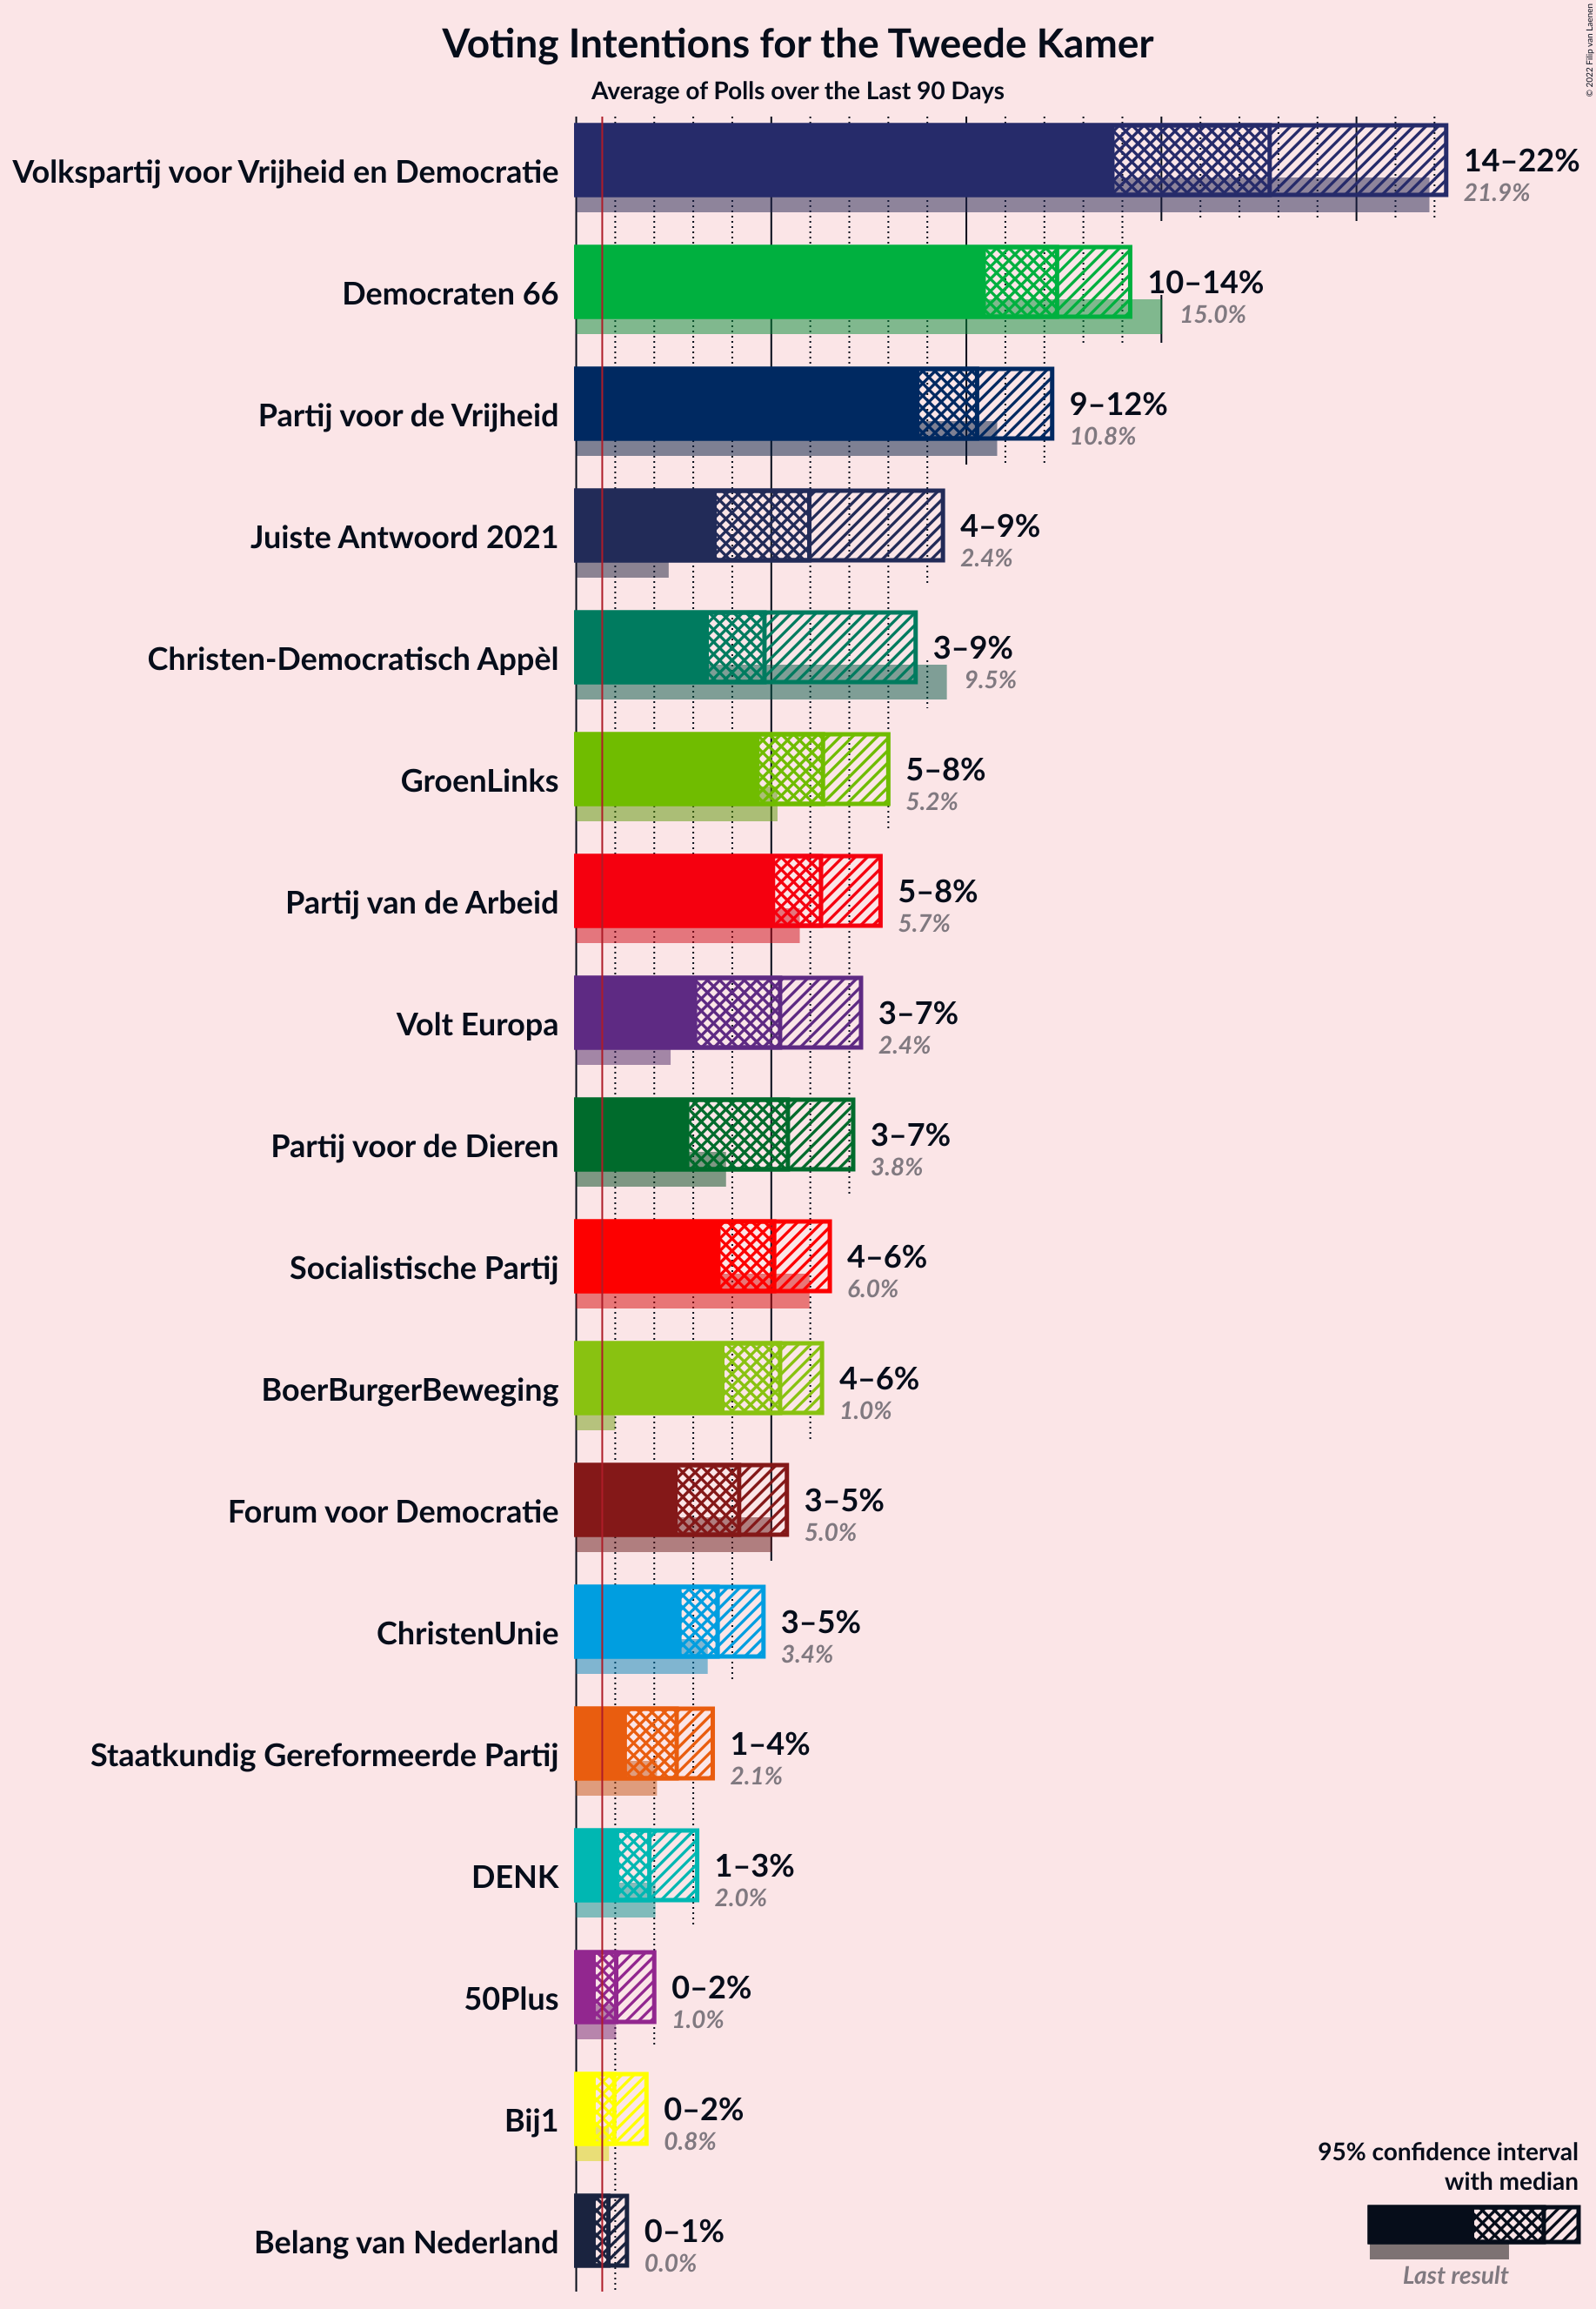 Voting Intentions for the Tweede Kamer
Average of Polls over the Last 90 Days
© 2022 Filip van Laenen
Volkspartij voor Vrijheid en Democratie
14–22%
21.9%
Democraten 66
10–14%
15.0%
Partij voor de Vrijheid
9–12%
10.8%
Juiste Antwoord 2021
4–9%
2.4%
Christen-Democratisch Appèl
3–9%
9.5%
GroenLinks
5–8%
5.2%
Partij van de Arbeid
5–8%
5.7%
Volt Europa
3–7%
2.4%
Partij voor de Dieren
3–7%
3.8%
Socialistische Partij
4–6%
6.0%
BoerBurgerBeweging
4–6%
1.0%
Forum voor Democratie
3–5%
5.0%
ChristenUnie
3–5%
3.4%
Staatkundig Gereformeerde Partij
1–4%
2.1%
DENK
1–3%
2.0%
50Plus
0–2%
1.0%
Bij1
0–2%
0.8%
Belang van Nederland
0–1%
0.0%
95% confidence interval
with median
Last result